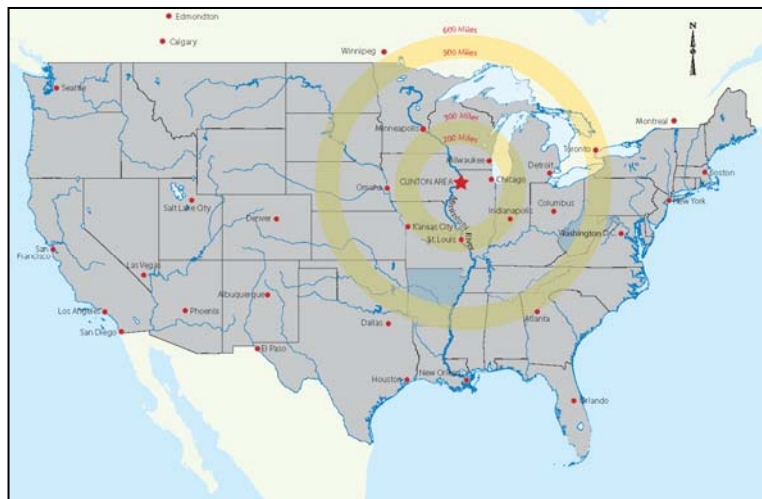 Edmondton
Calgary
Winnipeg
600 Miles
500 Miles
N
Seattle
Minneapolis
300 Miles
200 Miles
Milwaukee
Montreal
Toronto
Detroit
Boston
CLINTON AREA
Chicago
Omaha
New York
Salt Lake City
Denver
Kansas City
St. Louis
Mississippi River
Indianapolis
Columbus
Washington D.C.
San
Francisco
Las Vegas
Los Angeles
San Diego
Phoenix
Albuquerque
El Paso
Dallas
Atlanta
Houston
New Orleans
Orlando